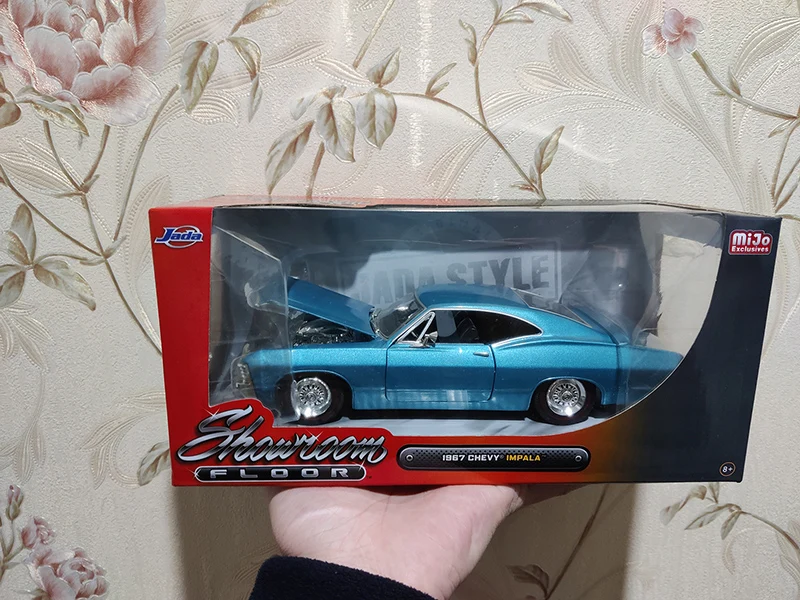 Jada
MiJo
Exclusives
JADA STYLE
Showroom
FLOOR
1967 CHEVY® IMPALA
8+